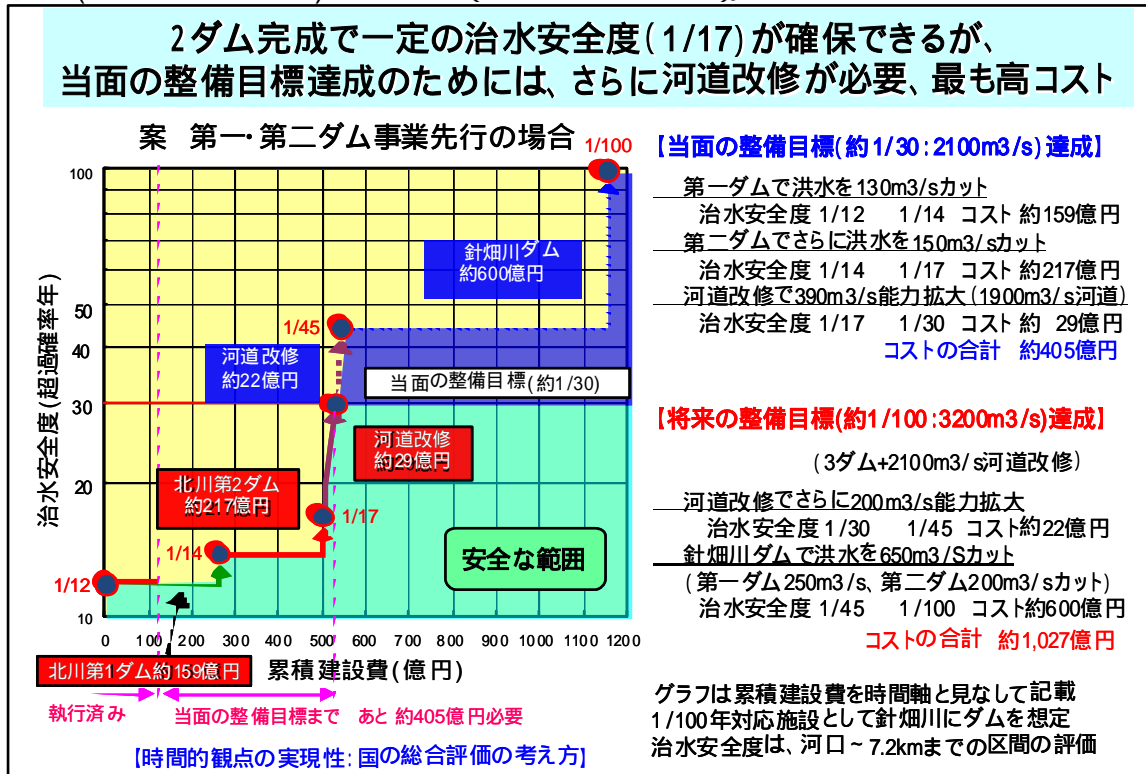 2ダム完成で一定の治水安全度(1/17)が確保できるが、
当面の整備目標達成のためには、さらに河道改修が必要、最も高コスト
案 第一・第二ダム事業先行の場合
1/100
100
50
40
30
20
10
治水安全度(超過確率年)
針畑川ダム
約600億円
1/45
河道改修
約22億円
当面の整備目標(約1/30)
河道改修
約29億円
北川第2ダム
約217億円
1/17
1/14
1/12
安全な範囲
0 100 200 300 400 500 600 700 800 900 1000 1100 1200
北川第1ダム約159億円
累積建設費(億円)
執行済み
当面の整備目標まで あと 約405億円必要
【時間的観点の実現性:国の総合評価の考え方】
【当面の整備目標(約1/30:2100m3/s)達成】
第一ダムで洪水を130m3/sカット
治水安全度 1/12 1/14 コスト 約159億円
第二ダムでさらに洪水を150m3/sカット
治水安全度 1/14 1/17 コスト 約217億円
河道改修で390m3/s能力拡大(1900m3/s河道)
治水安全度 1/17 1/30 コスト 約 29億円
コストの合計 約405億円
【将来の整備目標(約1/100:3200m3/s)達成】
(3ダム+2100m3/s河道改修)
河道改修でさらに200m3/s能力拡大
治水安全度 1/30 1/45 コスト約22億円
針畑川ダムで洪水を650m3/Sカット
(第一ダム250m3/s、第二ダム200m3/sカット)
治水安全度 1/45 1/100 コスト約600億円
コストの合計 約1,027億円
グラフは累積建設費を時間軸と見なして記載
1/100年対応施設として針畑川にダムを想定
治水安全度は、河口~7.2kmまでの区間の評価